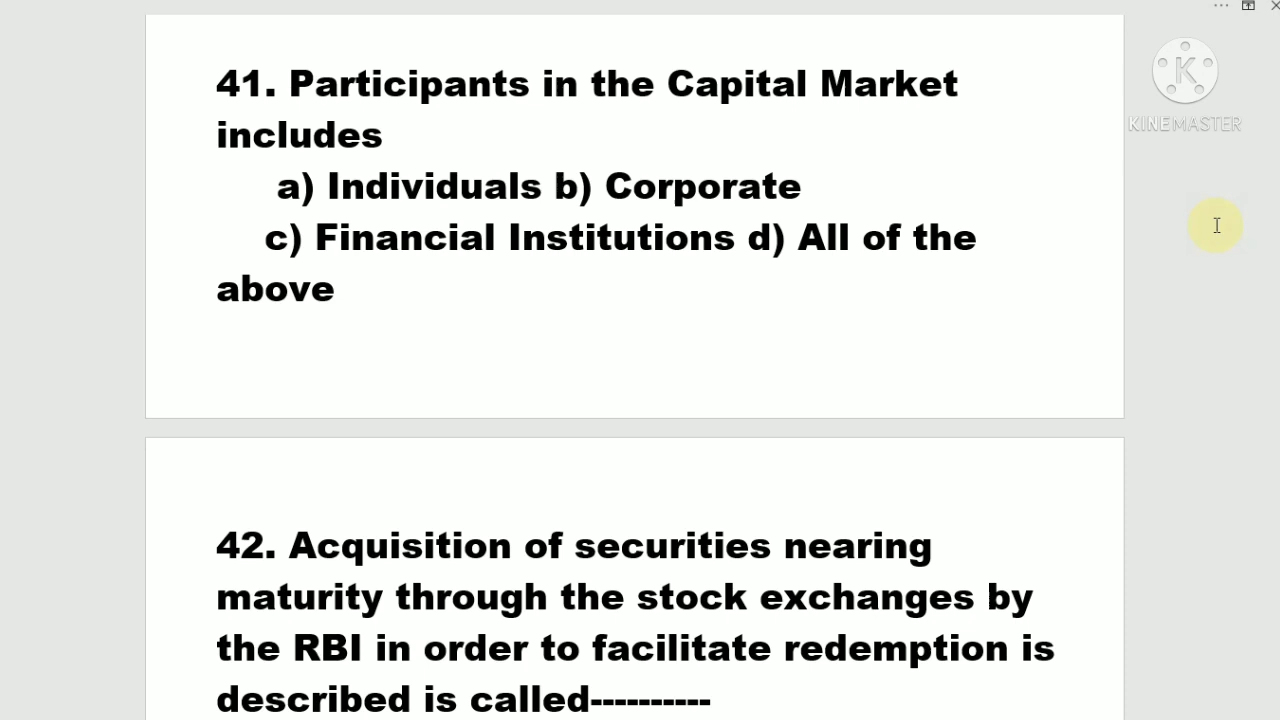 KINEMASTER
41. Participants in the Capital Market
includes
a) Individuals b) Corporate
c) Financial Institutions d) All of the
above
42. Acquisition of securities nearing
maturity through the stock exchanges by
the RBI in order to facilitate redemption is
described is called----------